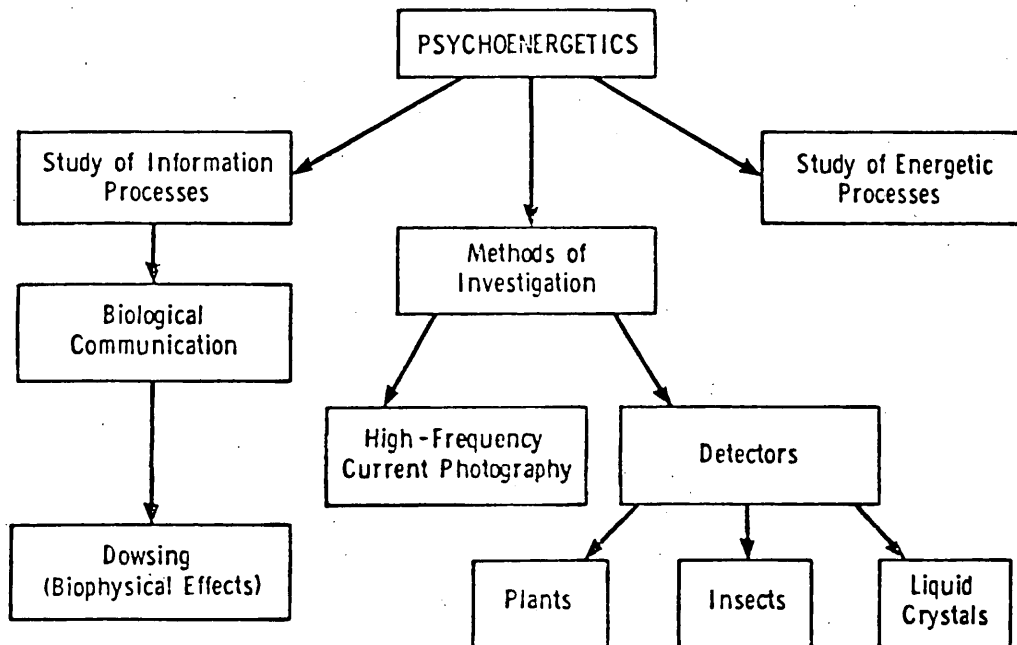 PSYCHOENERGETICS
Study of Information
Processes
Study of Energetic
Processes
Methods of
Investigation
Biological
Communication
High-Frequency
Current Photography
Detectors
Dowsing
(Biophysical Effects)
Plants
Insects
Liquid
Crystals